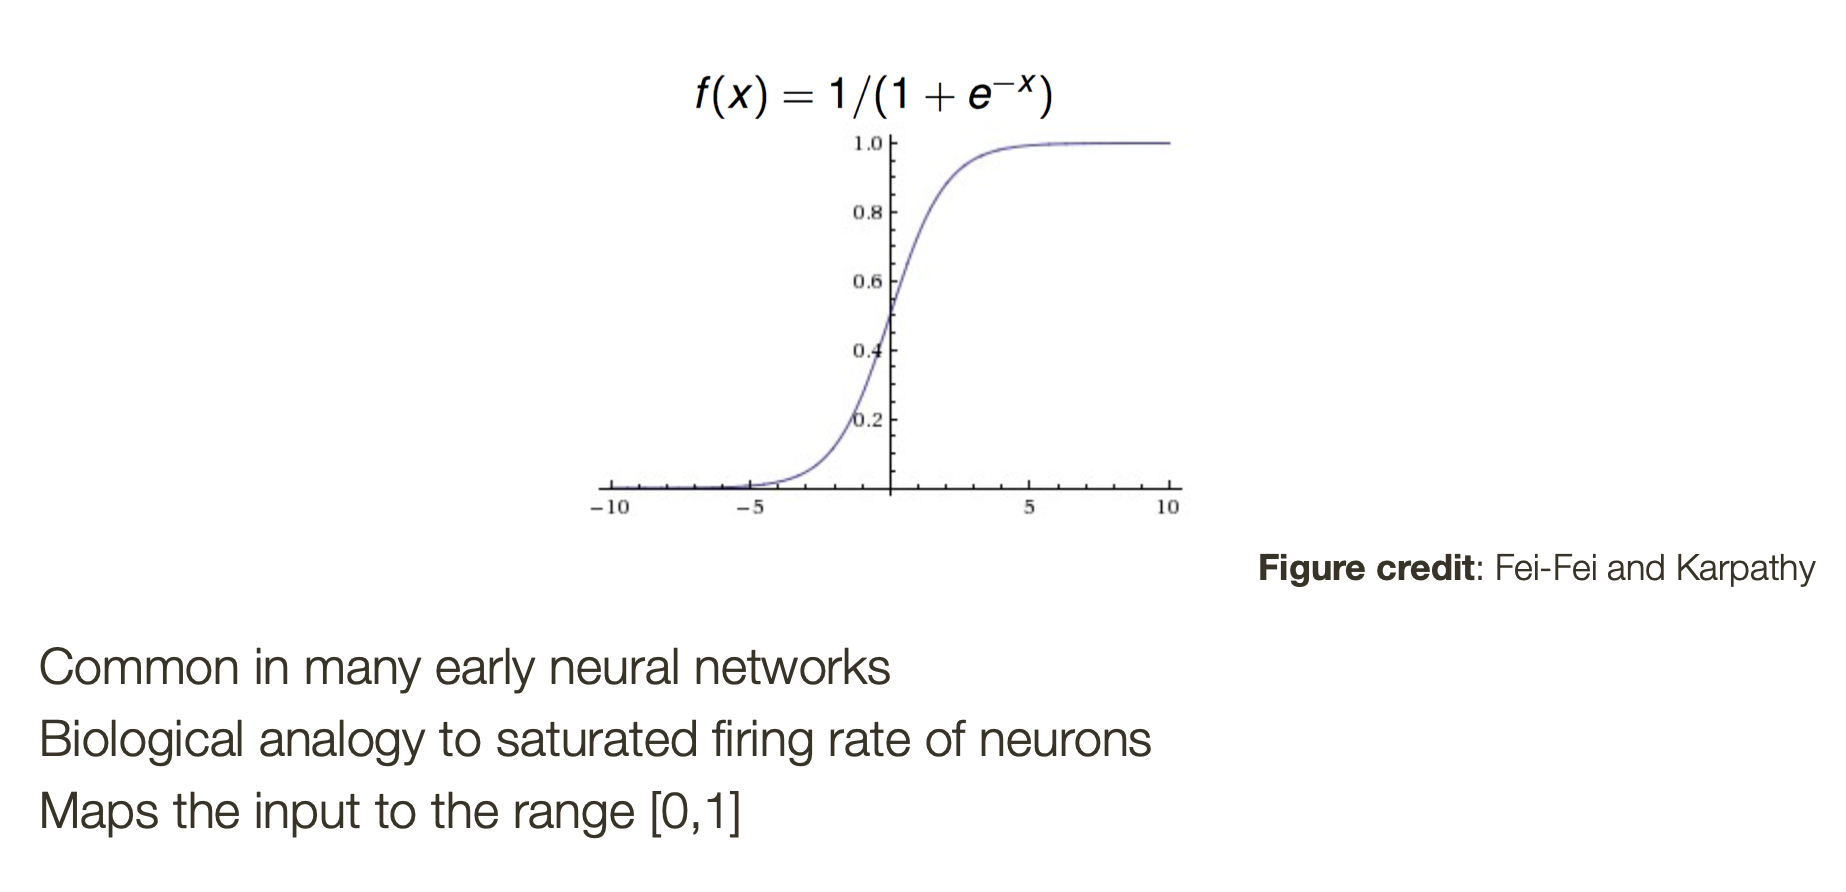 f(x) = 1/(1 + e⁻ˣ)
1.0
0.8
0.6
0.4
0.2
−10 −5 5 10
Figure credit: Fei-Fei and Karpathy
Common in many early neural networks
Biological analogy to saturated firing rate of neurons
Maps the input to the range [0,1]